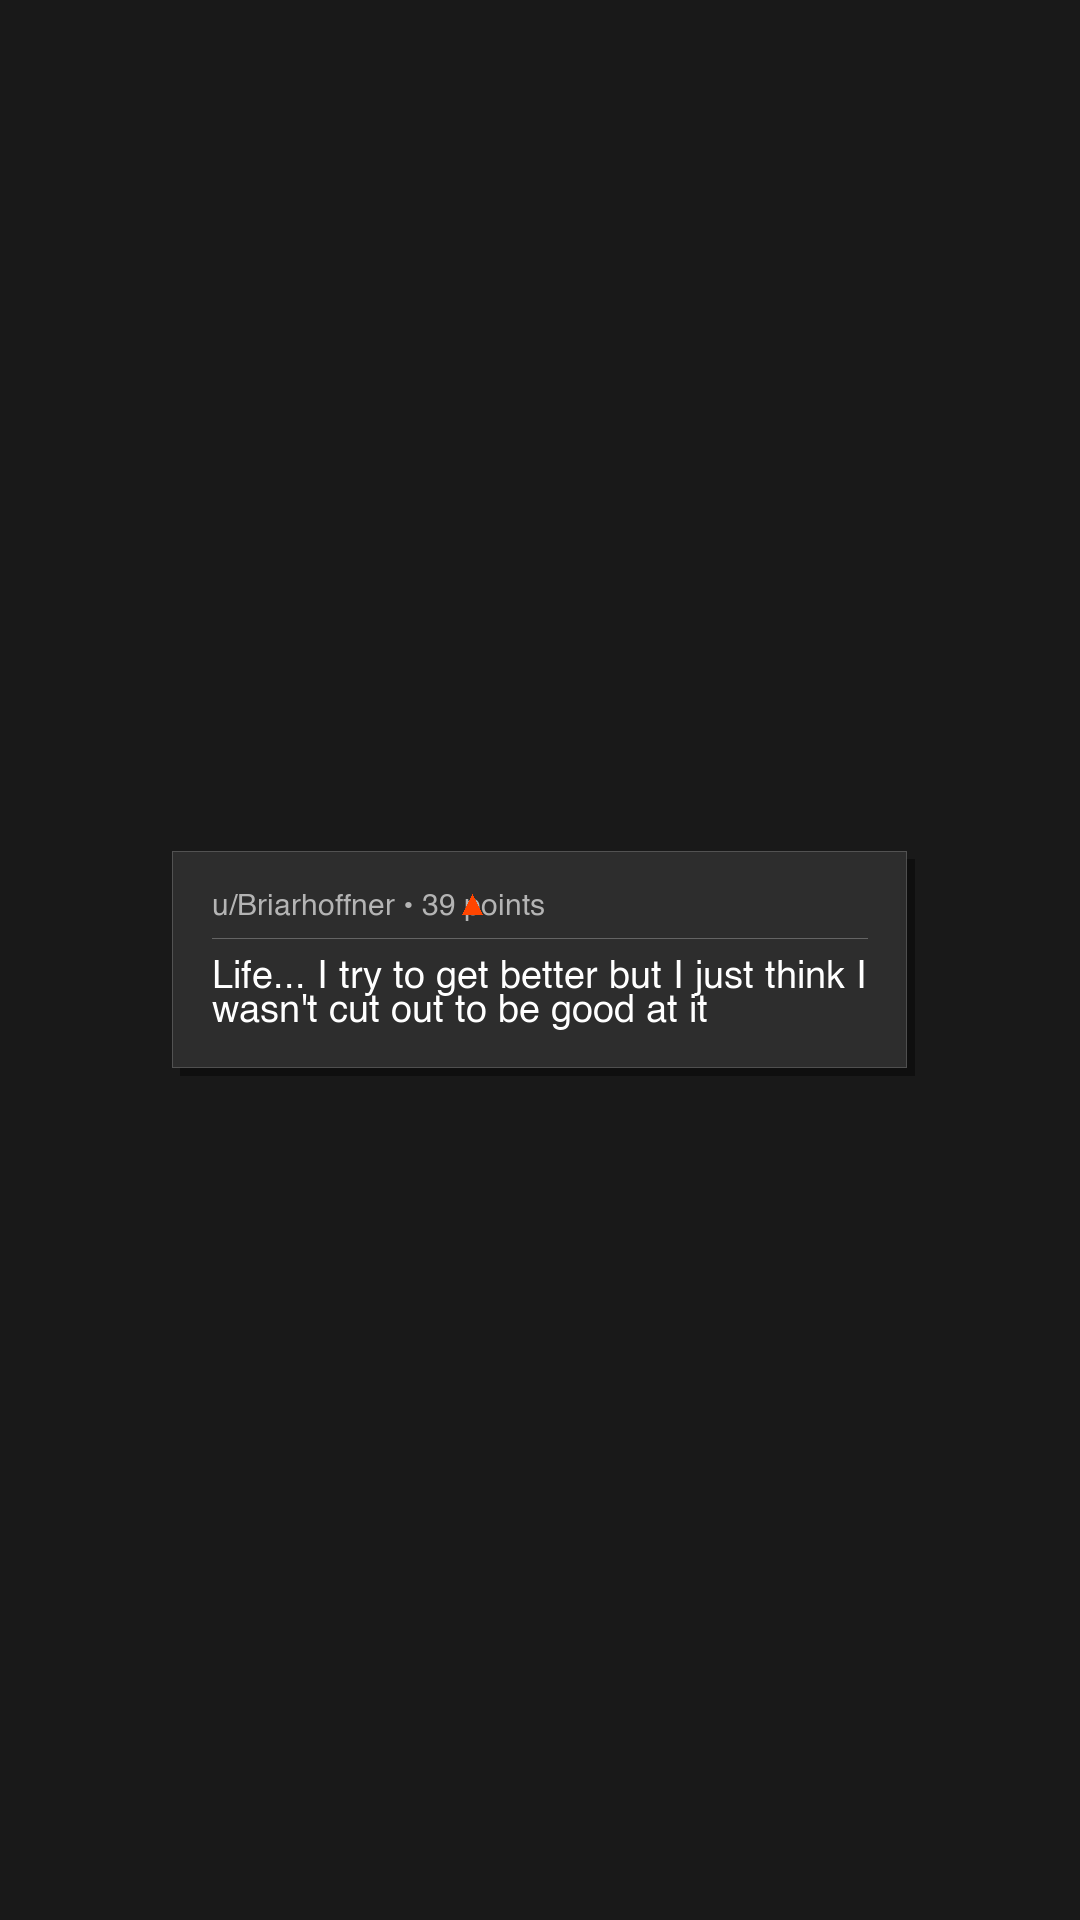 u/Briarhoffner • 39 points
Life... I try to get better but I just think I
wasn't cut out to be good at it